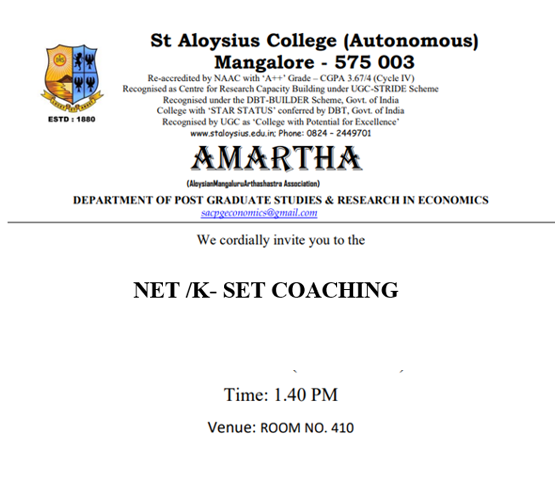 St Aloysius College (Autonomous)
Mangalore - 575 003
Re-accredited by NAAC with ‘A++’ Grade – CGPA 3.67/4 (Cycle IV)
Recognised as Centre for Research Capacity Building under UGC-STRIDE Scheme
Recognised under the DBT-BUILDER Scheme, Govt. of India
College with ‘STAR STATUS’ conferred by DBT, Govt. of India
Recognised by UGC as ‘College with Potential for Excellence’
www.staloysius.edu.in; Phone: 0824 – 2449701
ESTD : 1880
AMARTHA
(AloysianMangaluruArthashastra Association)
DEPARTMENT OF POST GRADUATE STUDIES & RESEARCH IN ECONOMICS
sacpgeconomics@gmail.com
We cordially invite you to the
NET /K- SET COACHING
Time: 1.40 PM
Venue: ROOM NO. 410